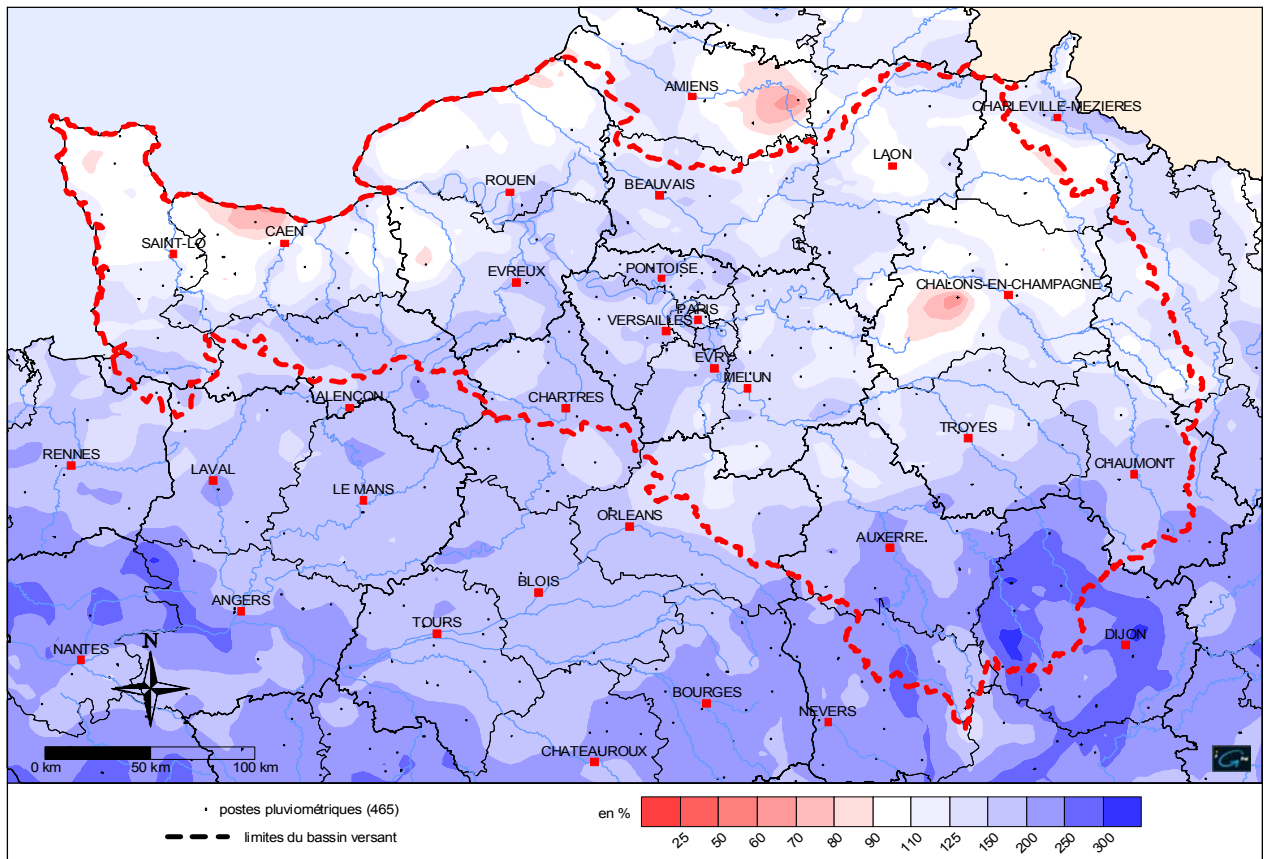 AMIENS
CHARLEVILLE-MEZIERES
LAON
ROUEN
BEAUVAIS
CAEN
SAINT-LO
EVREUX
PONTOISE
CHALONS-EN-CHAMPAGNE
PARIS
VERSAILLES
EVRY
MELUN
ALENÇON
CHARTRES
TROYES
RENNES
LAVAL
CHAUMONT
LE MANS
ORLEANS
AUXERRE
BLOIS
ANGERS
TOURS
DIJON
N
NANTES
BOURGES
NEVERS
CHATEAUROUX
0 km 50 km 100 km
postes pluviométriques (465)
limites du bassin versant
en %
25 50 60 70 80 90 110 125 150 200 250 300